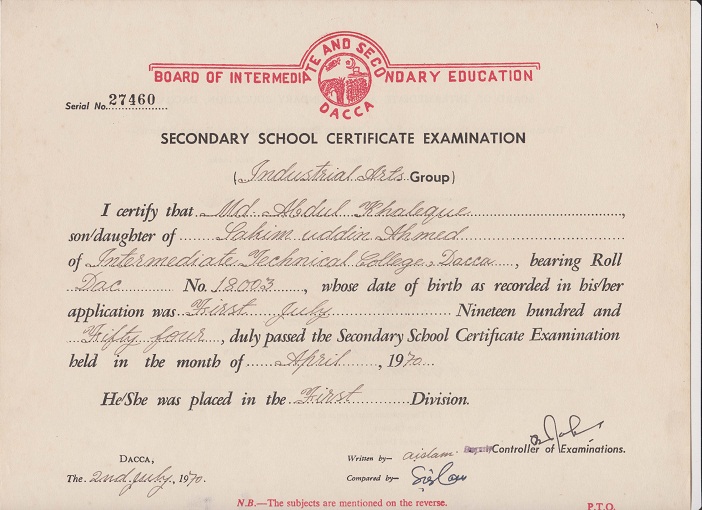 BOARD OF INTERMEDIATE AND SECONDARY EDUCATION
DACCA
Serial No. 27460
SECONDARY SCHOOL CERTIFICATE EXAMINATION
(Industrial Arts Group)
I certify that Md. Abdul Khaleque
son/daughter of Sakim uddin Ahmed
of Intermediate Technical College, Dacca, bearing Roll
Dac No. 18003, whose date of birth as recorded in his/her
application was First July Nineteen hundred and
Fifty four, duly passed the Secondary School Certificate Examination
held in the month of April, 1970.
He/She was placed in the First Division.
Controller of Examinations.
DACCA,
Written by— aislam.
The 2nd July, 1970.
Compared by—
N.B.—The subjects are mentioned on the reverse.
P.T.O.